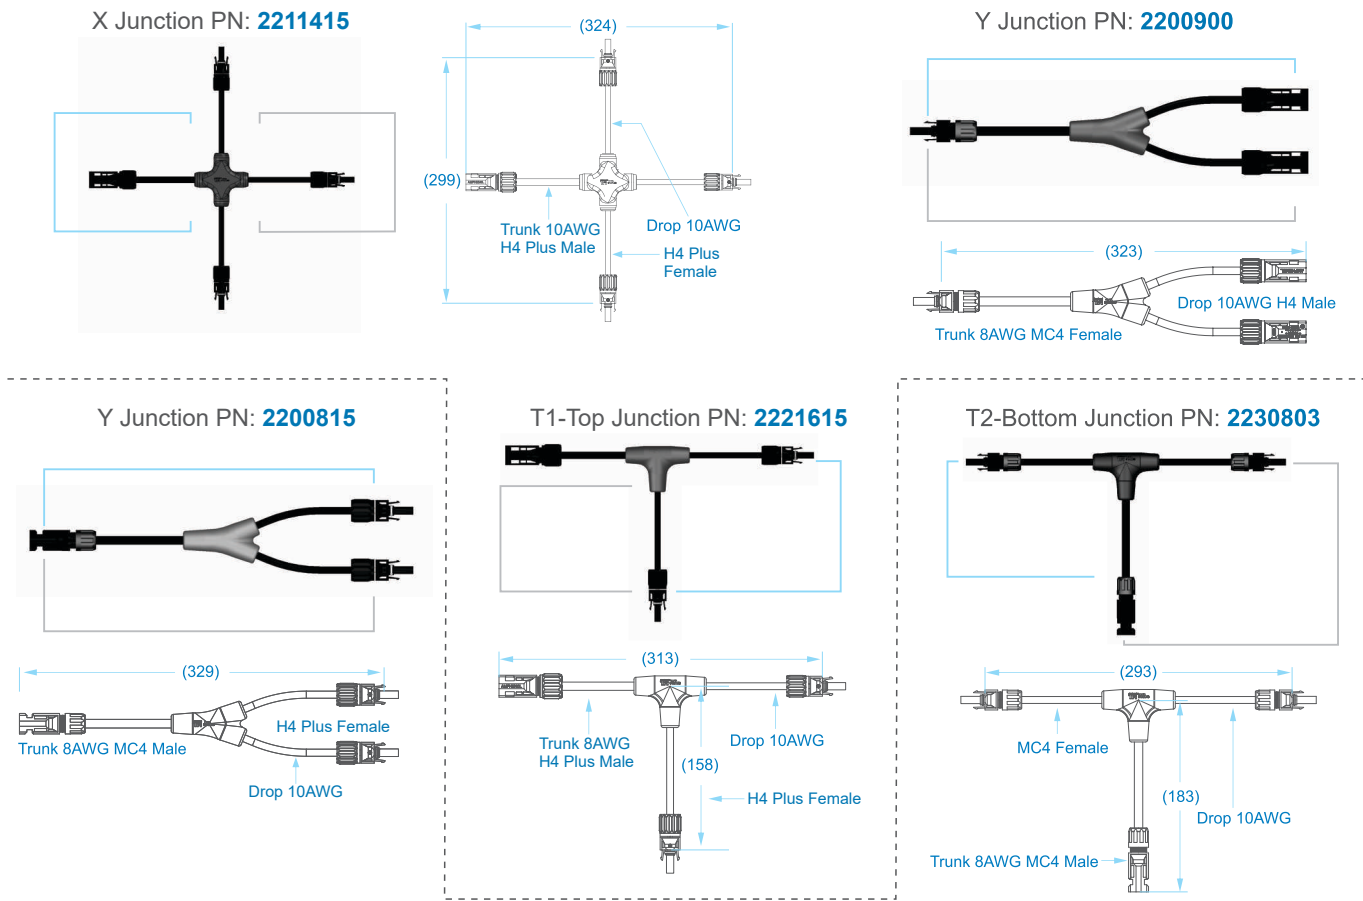 X Junction PN: 2211415
(324)
(299)
Trunk 10AWG
H4 Plus Male
Drop 10AWG
H4 Plus
Female
Y Junction PN: 2200900
(323)
Drop 10AWG H4 Male
Trunk 8AWG MC4 Female
Y Junction PN: 2200815
(329)
H4 Plus Female
Trunk 8AWG MC4 Male
Drop 10AWG
T1-Top Junction PN: 2221615
(313)
Trunk 8AWG
H4 Plus Male
Drop 10AWG
(158)
H4 Plus Female
T2-Bottom Junction PN: 2230803
(293)
MC4 Female
(183)
Drop 10AWG
Trunk 8AWG MC4 Male